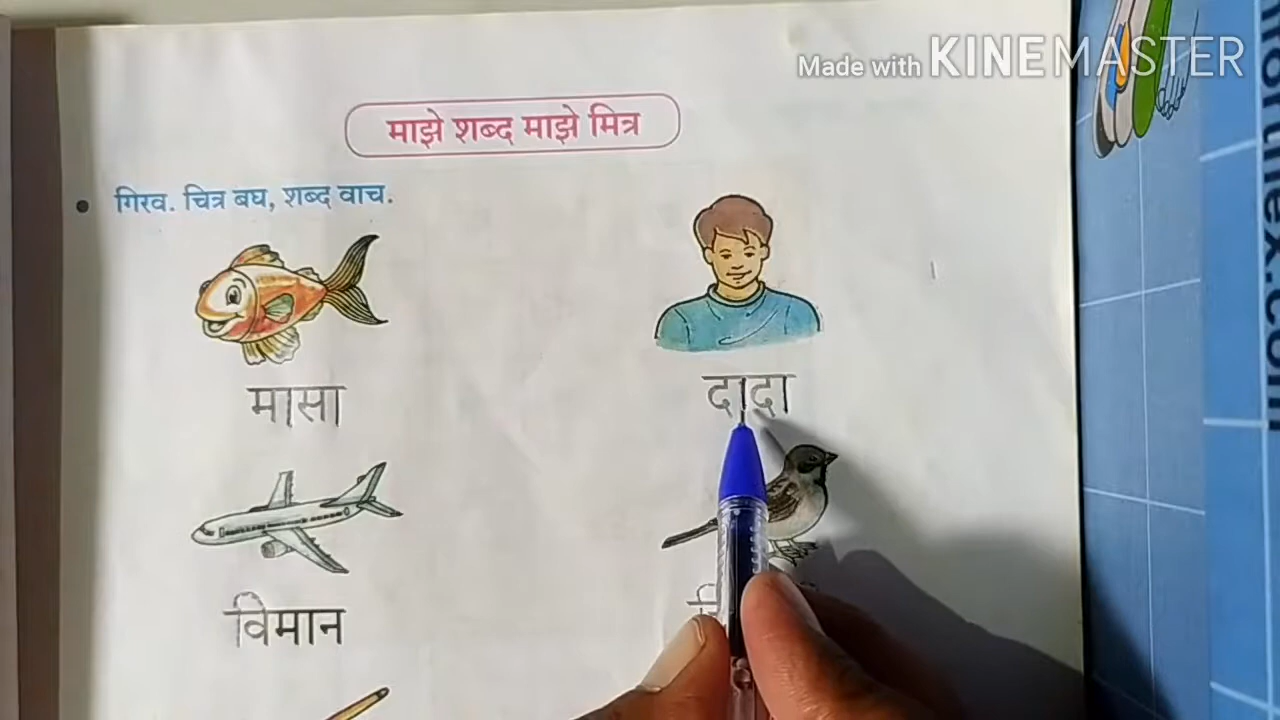 Made with KINEMASTER
माझे शब्द माझे मित्र
• गिरव. चित्र बघ, शब्द वाच.
मासा
दादा
विमान